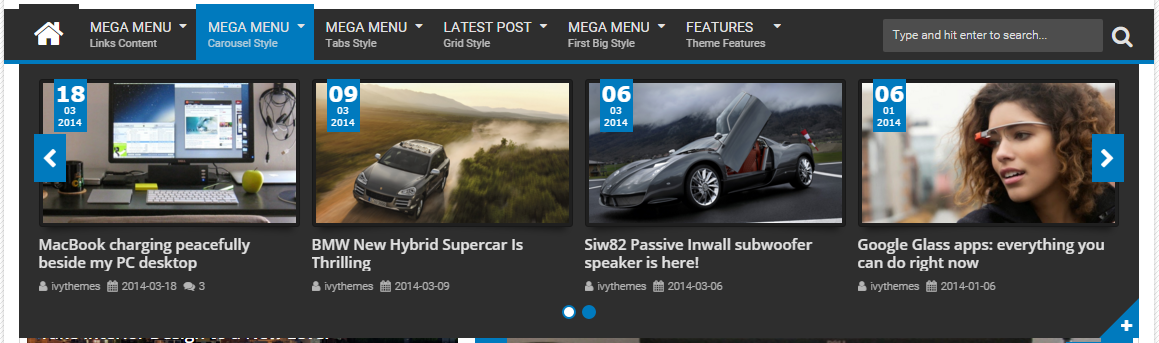 MEGA MENU
Links Content
MEGA MENU
Carousel Style
MEGA MENU
Tabs Style
LATEST POST
Grid Style
MEGA MENU
First Big Style
FEATURES
Theme Features
Type and hit enter to search...
18
03
2014
09
03
2014
06
03
2014
06
01
2014
MacBook charging peacefully
beside my PC desktop
ivythemes 2014-03-18 3
BMW New Hybrid Supercar Is
Thrilling
ivythemes 2014-03-09
Siw82 Passive Inwall subwoofer
speaker is here!
ivythemes 2014-03-06
Google Glass apps: everything you
can do right now
ivythemes 2014-01-06